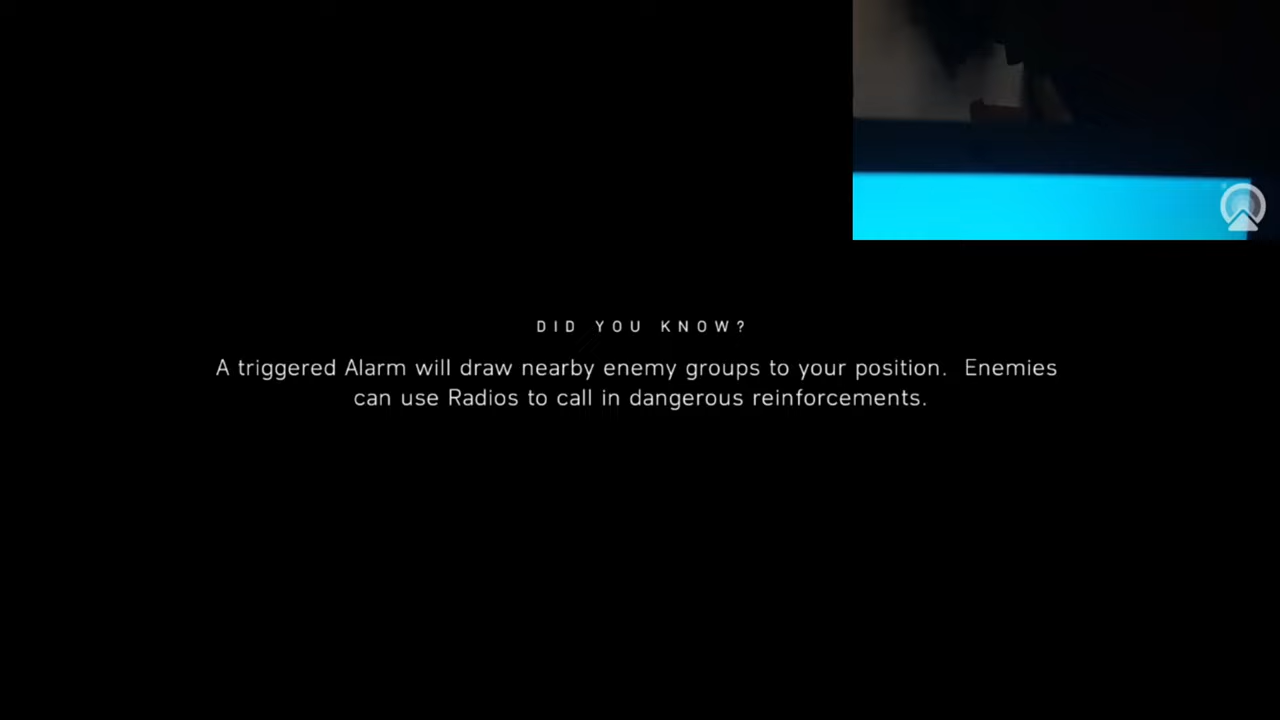 DID YOU KNOW?
A triggered Alarm will draw nearby enemy groups to your position.  Enemies
can use Radios to call in dangerous reinforcements.